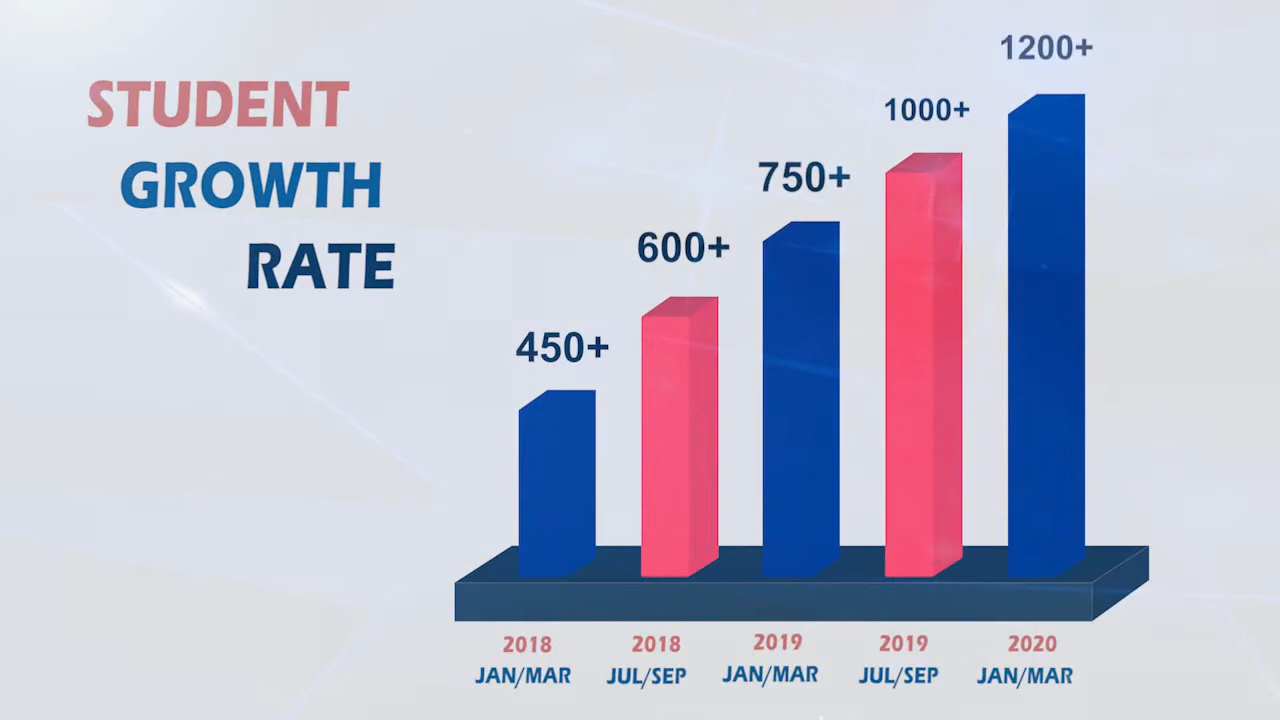 STUDENT
GROWTH
RATE
450+
600+
750+
1000+
1200+
2018
JAN/MAR
2018
JUL/SEP
2019
JAN/MAR
2019
JUL/SEP
2020
JAN/MAR